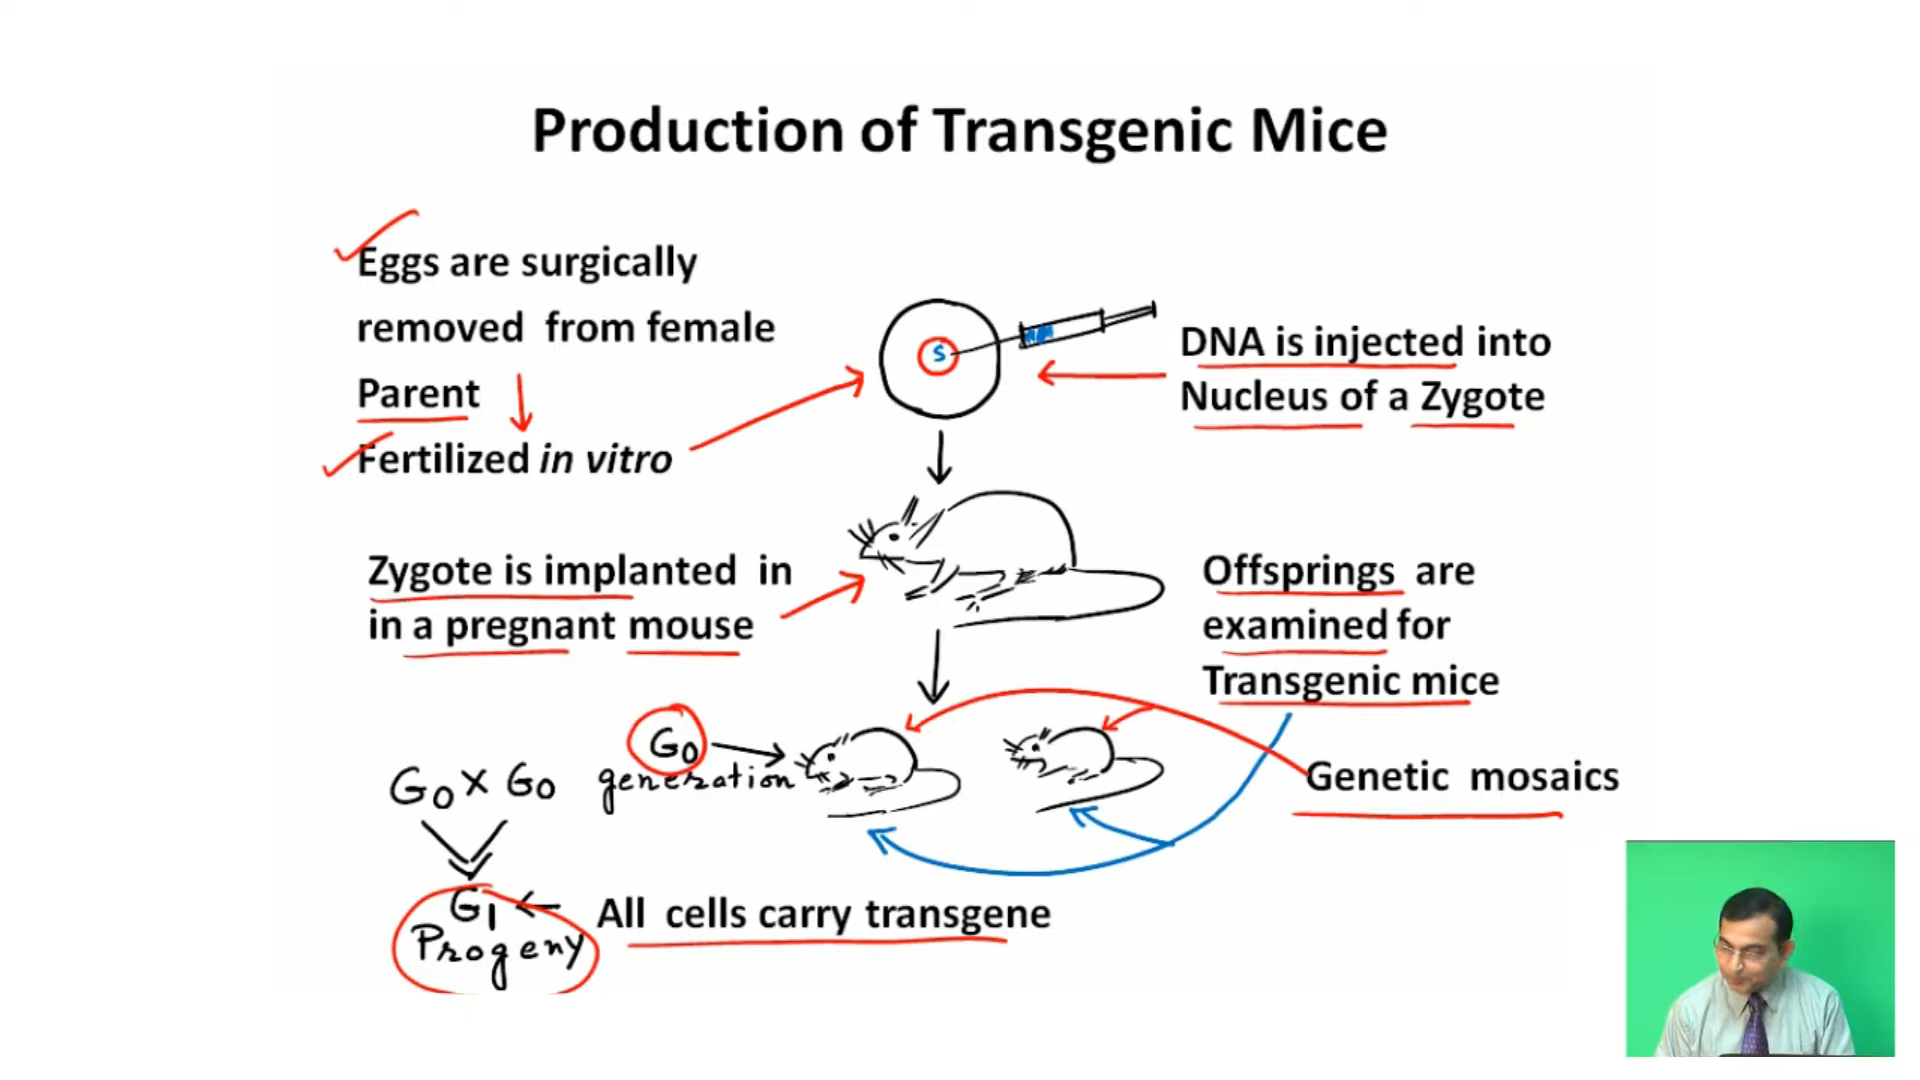 Production of Transgenic Mice
Eggs are surgically
removed from female
Parent
Fertilized in vitro
S
DNA is injected into
Nucleus of a Zygote
Zygote is implanted in
in a pregnant mouse
Offsprings are
examined for
Transgenic mice
G0
generation
Genetic mosaics
G0 X G0
G1 ←
Progeny
All cells carry transgene